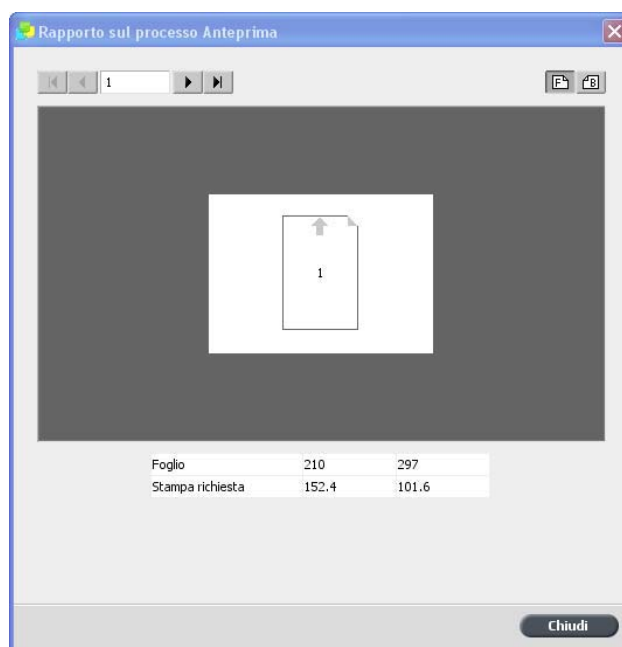 Rapporto sul processo Anteprima
1
F B
1
Foglio 210 297
Stampa richiesta 152.4 101.6
Chiudi